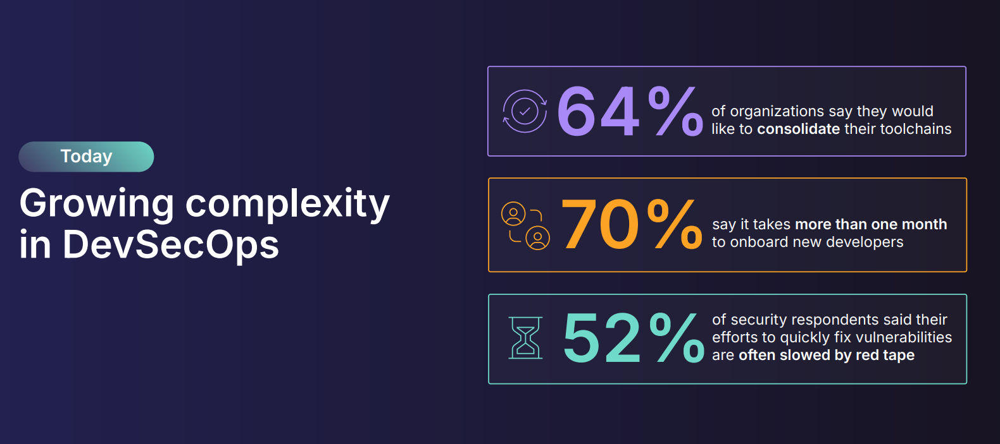 Today
Growing complexity
in DevSecOps
64% of organizations say they would
like to consolidate their toolchains
70% say it takes more than one month
to onboard new developers
52% of security respondents said their
efforts to quickly fix vulnerabilities
are often slowed by red tape